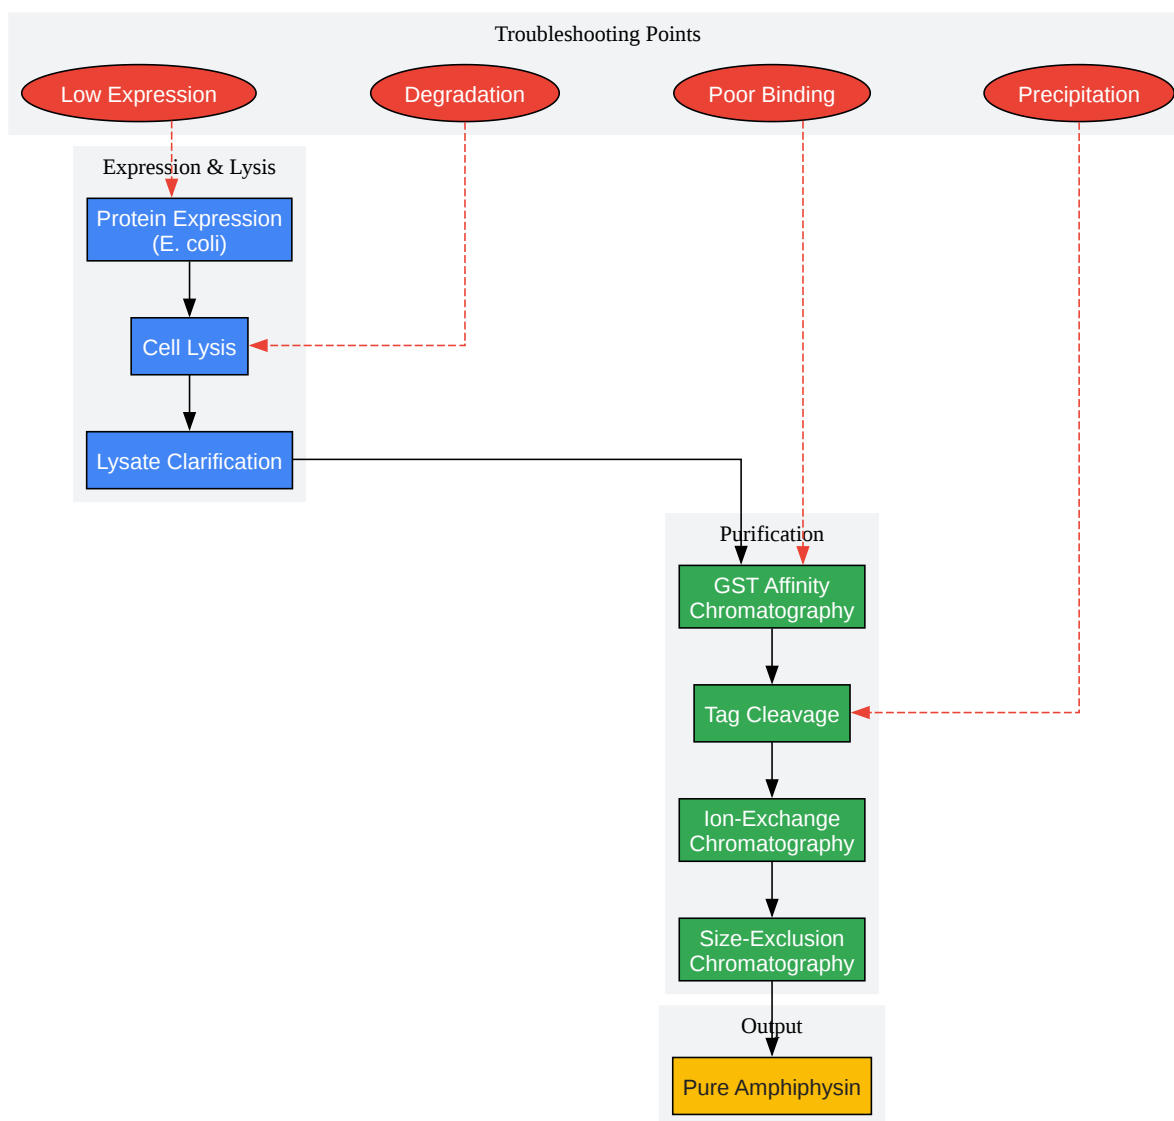 Troubleshooting Points
Low Expression
Degradation
Poor Binding
Precipitation
Expression & Lysis
Protein Expression
(E. coli)
Cell Lysis
Lysate Clarification
Purification
GST Affinity
Chromatography
Tag Cleavage
Ion-Exchange
Chromatography
Size-Exclusion
Chromatography
Output
Pure Amphiphysin